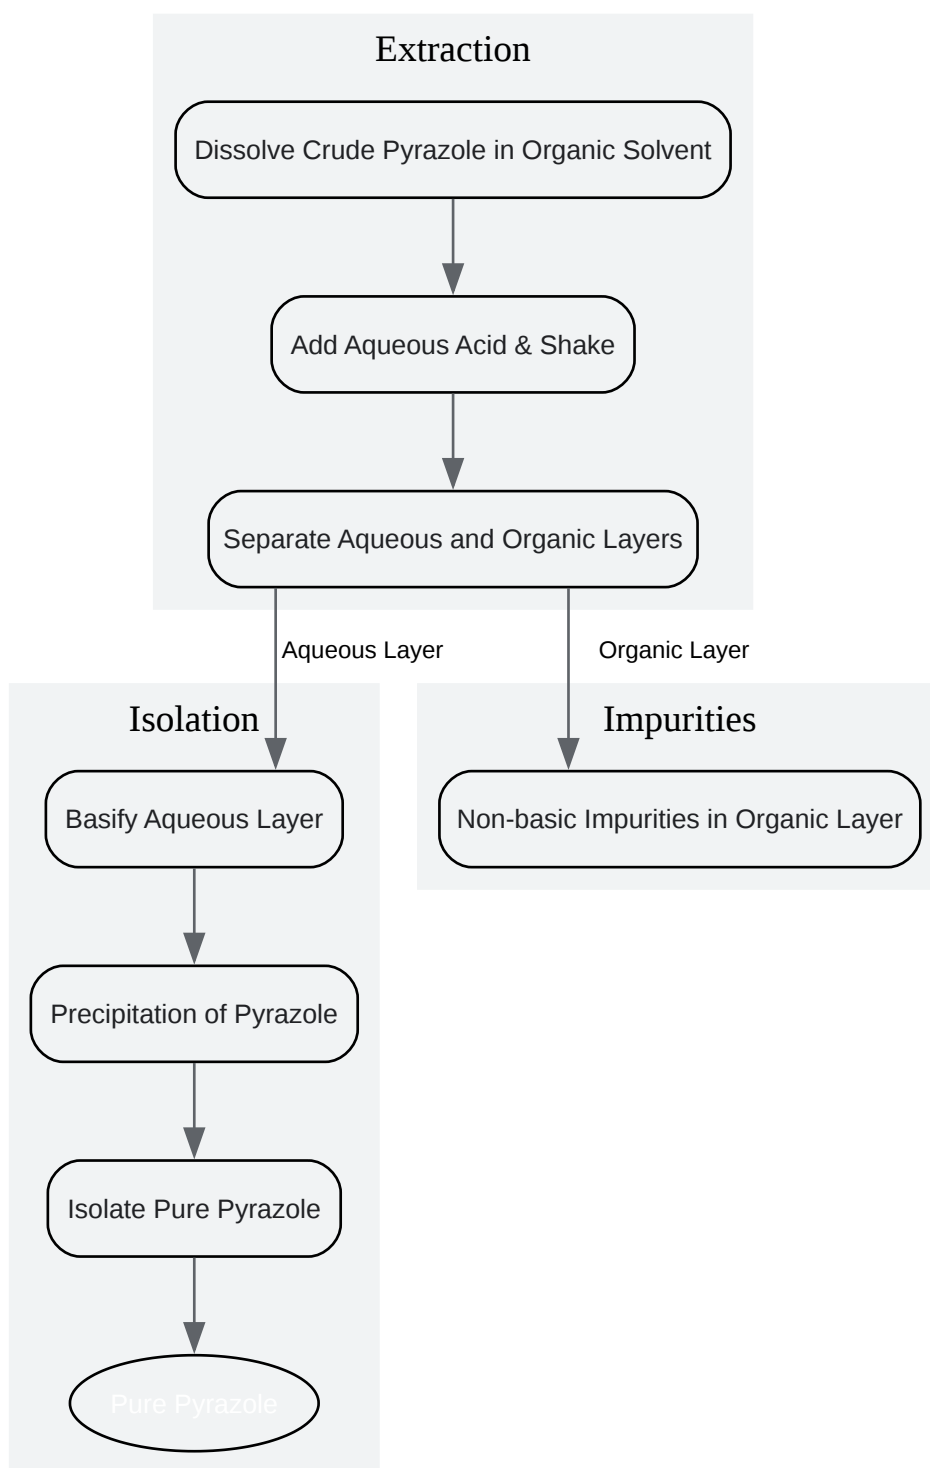 Extraction
Dissolve Crude Pyrazole in Organic Solvent
Add Aqueous Acid & Shake
Separate Aqueous and Organic Layers
Aqueous Layer
Organic Layer
Isolation
Impurities
Basify Aqueous Layer
Non-basic Impurities in Organic Layer
Precipitation of Pyrazole
Isolate Pure Pyrazole
Pure Pyrazole